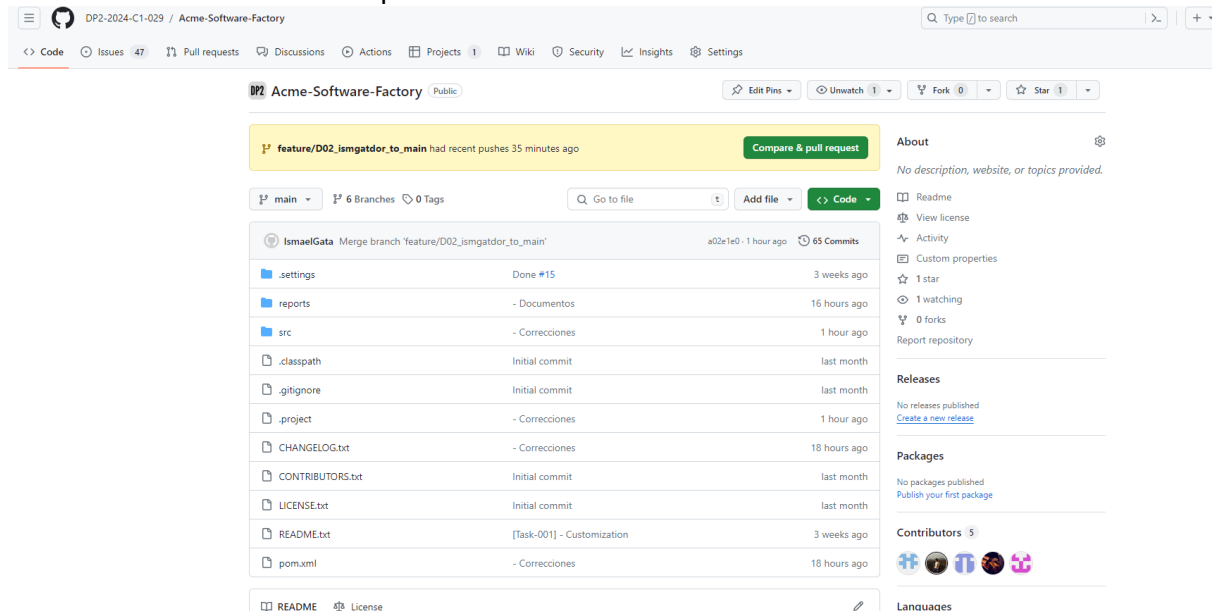 DP2-2024-C1-029 / Acme-Software-Factory
Type / to search
Code Issues 47 Pull requests Discussions Actions Projects 1 Wiki Security Insights Settings
DP2 Acme-Software-Factory Public
Edit Pins Unwatch 1 Fork 0 Star 1
feature/D02_ismgatdor_to_main had recent pushes 35 minutes ago
Compare & pull request
main 6 Branches 0 Tags
Go to file t
Add file
Code
IsmaelGata Merge branch 'feature/D02_ismgatdor_to_main' a02e1e0 · 1 hour ago 65 Commits
.settings Done #15 3 weeks ago
reports - Documentos 16 hours ago
src - Correcciones 1 hour ago
.classpath Initial commit last month
.gitignore Initial commit last month
.project - Correcciones 1 hour ago
CHANGELOG.txt - Correcciones 18 hours ago
CONTRIBUTORS.txt Initial commit last month
LICENSE.txt Initial commit last month
README.txt [Task-001] - Customization 3 weeks ago
pom.xml - Correcciones 18 hours ago
README License
About
No description, website, or topics provided.
Readme
View license
Activity
Custom properties
1 star
1 watching
0 forks
Report repository
Releases
No releases published
Create a new release
Packages
No packages published
Publish your first package
Contributors 5
Languages